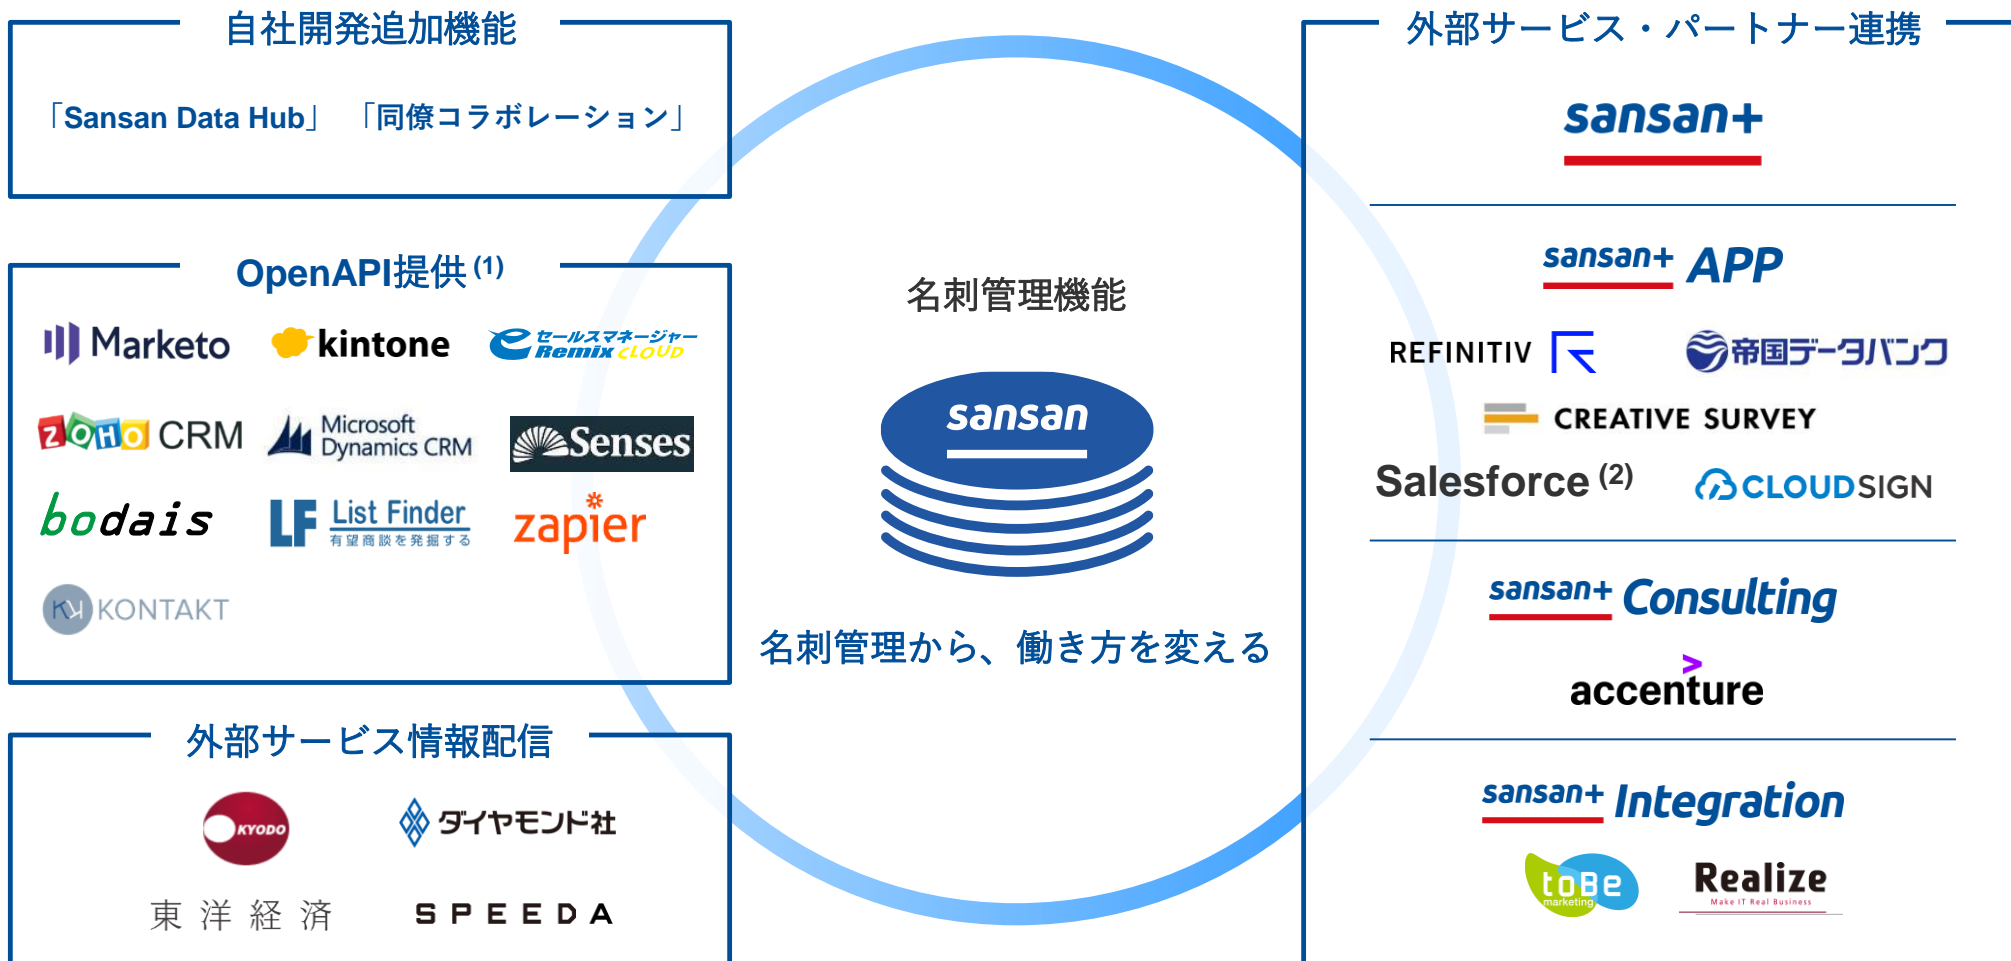 自社開発追加機能
「Sansan Data Hub」 「同僚コラボレーション」
OpenAPI提供 (1)
Marketo
kintone
eセールスマネージャー
Remix CLOUD
ZOHO CRM
Microsoft
Dynamics CRM
Senses
bodais
LF List Finder
有望商談を発掘する
zapier
KK KONTAKT
外部サービス情報配信
KYODO
ダイヤモンド社
東洋経済
SPEEDA
名刺管理機能
sansan
名刺管理から、働き方を変える
外部サービス・パートナー連携
sansan+
sansan+ APP
REFINITIV
帝国データバンク
CREATIVE SURVEY
Salesforce (2)
CLOUDSIGN
sansan+ Consulting
accenture
sansan+ Integration
toBe
marketing
Realize
Make IT Real Business